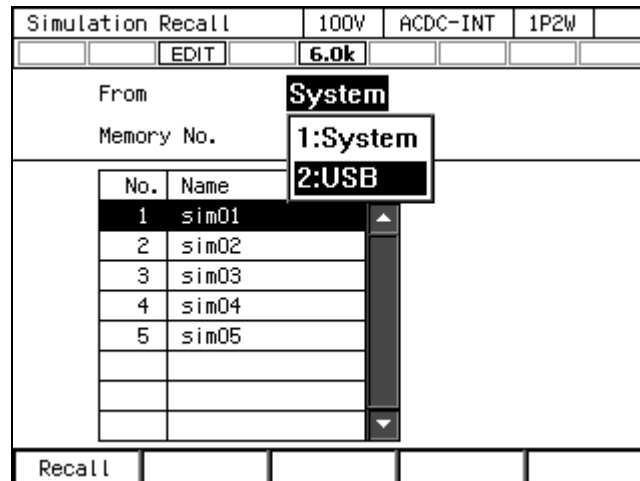 Simulation Recall 100V ACDC-INT 1P2W
EDIT 6.0k
From System
Memory No. 1:System
2:USB
No. Name
1 sim01
2 sim02
3 sim03
4 sim04
5 sim05
Recall